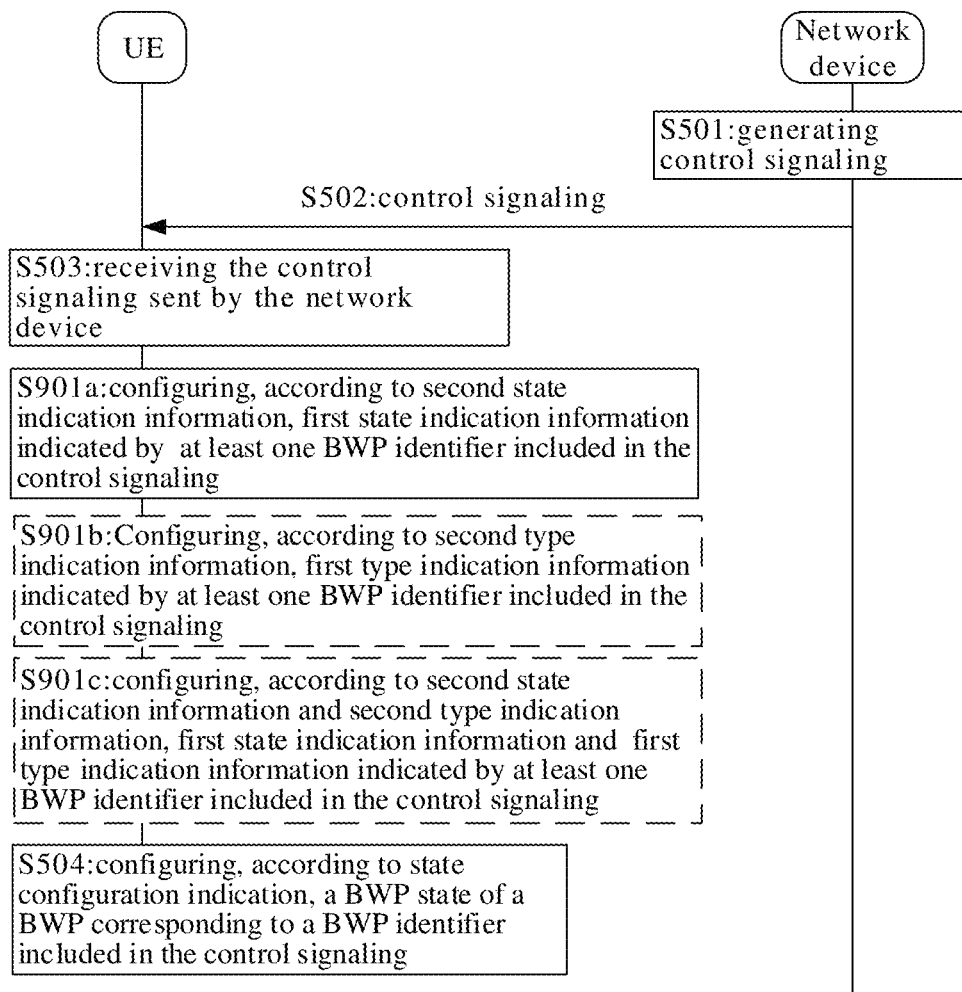 UE
Network
device
S501:generating
control signaling
S502:control signaling
S503:receiving the control
signaling sent by the network
device
S901a:configuring, according to second state
indication information, first state indication information
indicated by at least one BWP identifier included in the
control signaling
S901b:Configuring, according to second type
indication information, first type indication information
indicated by at least one BWP identifier included in the
control signaling
S901c:configuring, according to second state
indication information and second type indication
information, first state indication information and first
type indication information indicated by at least one
BWP identifier included in the control signaling
S504:configuring, according to state
configuration indication, a BWP state of a
BWP corresponding to a BWP identifier
included in the control signaling